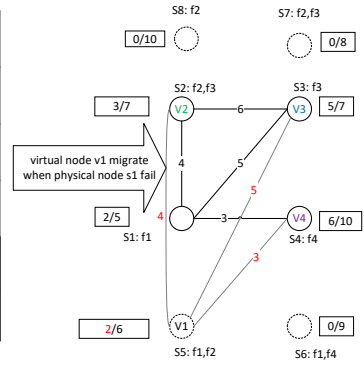 S8: f2
S7: f2,f3
0/10
0/8
S2: f2,f3
S3: f3
3/7
V2
6
V3
5/7
virtual node v1 migrate
when physical node s1 fail
4
5
5
2/5
4
3
V4
6/10
S1: f1
S4: f4
3
2/6
V1
0/9
S5: f1,f2
S6: f1,f4